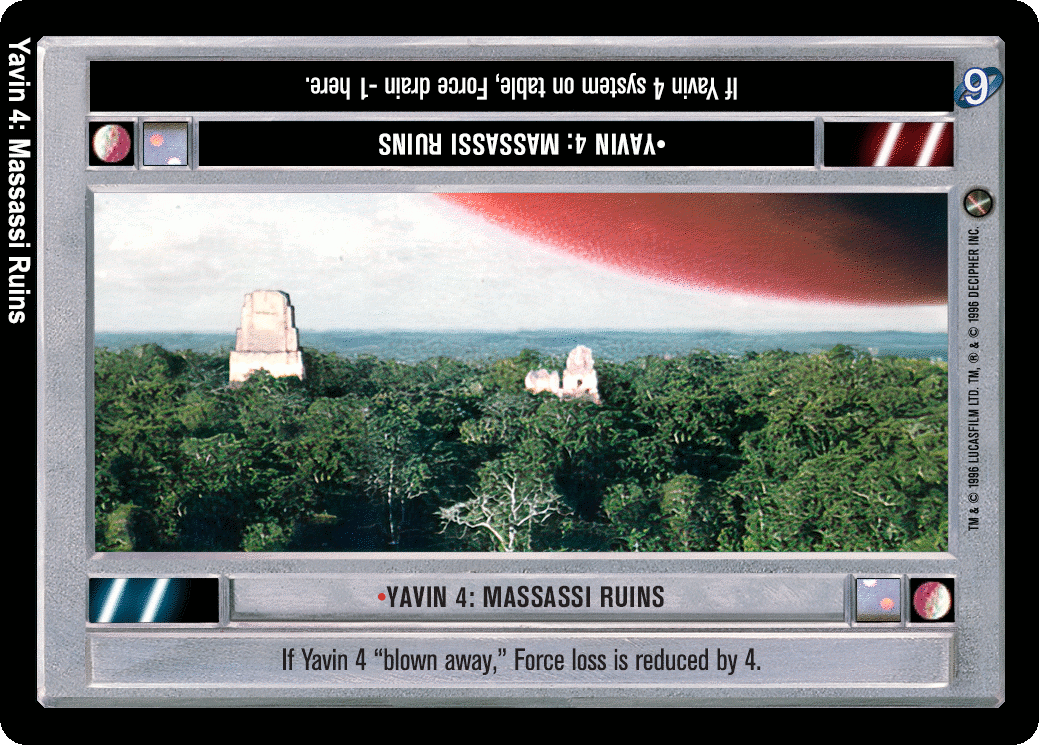 Yavin 4: Massassi Ruins
If Yavin 4 system on table, Force drain -1 here.
•YAVIN 4: MASSASSI RUINS
9
TM & © 1996 LUCASFILM LTD. TM, ® & © 1996 DECIPHER INC.
•YAVIN 4: MASSASSI RUINS
If Yavin 4 “blown away,” Force loss is reduced by 4.